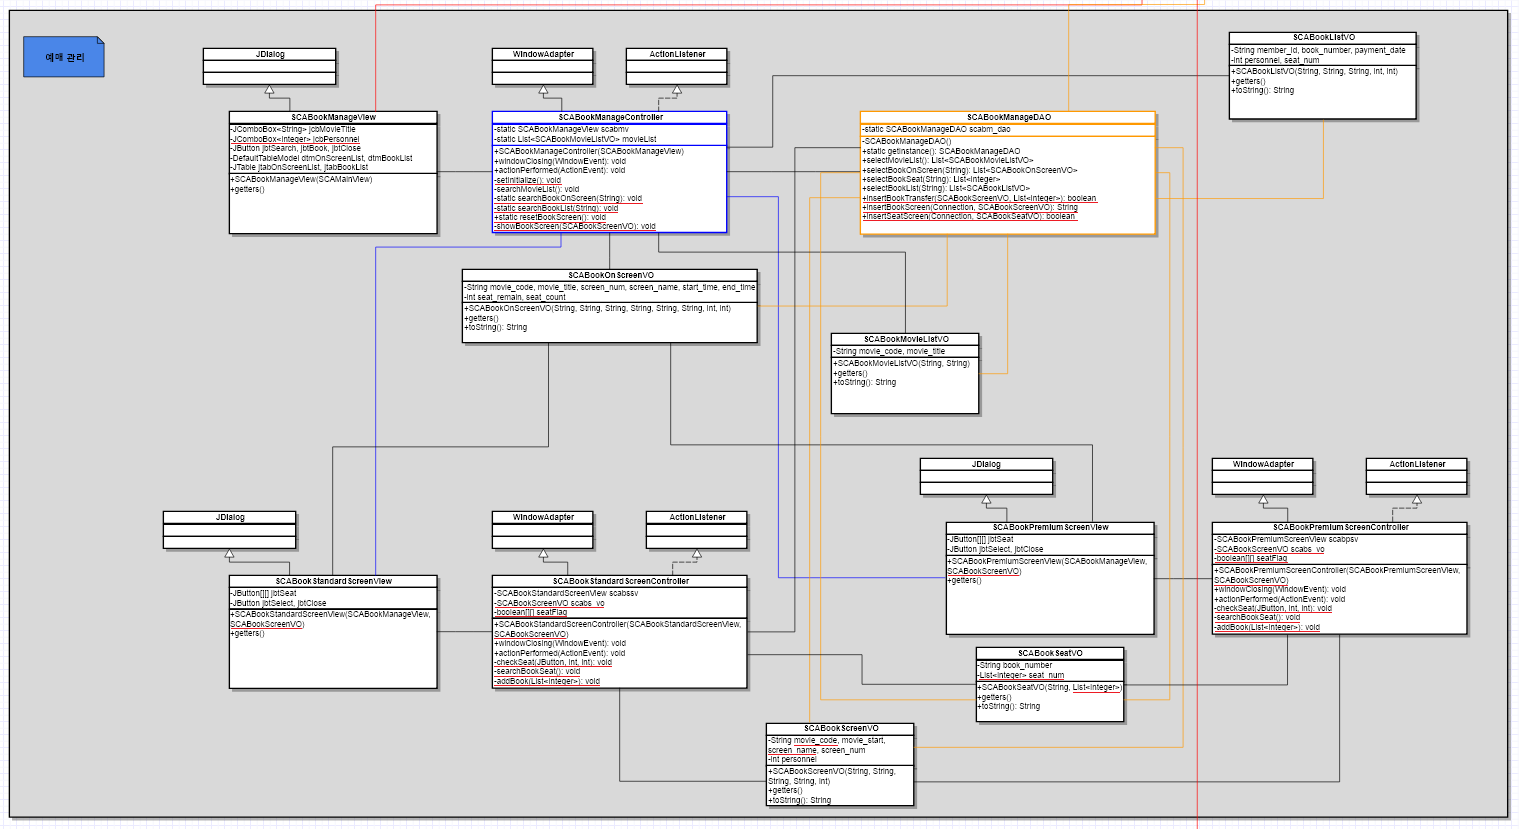 예매 관리
JDialog
WindowAdapter
ActionListener
SCABookListVO
-String member_id, book_number, payment_date
-int personnel, seat_num
+SCABookListVO(String, String, String, int, int)
+getters()
+toString(): String
SCABookManageView
-JComboBox<String> jcbMovieTitle
-JComboBox<Integer> jcbPersonnel
-JButton jbtSearch, jbtBook, jbtClose
-DefaultTableModel dtmOnScreenList, dtmBookList
-JTable jtabOnScreenList, jtabBookList
+SCABookManageView(SCAMainView)
+getters()
SCABookManageController
-static SCABookManageView scabmv
-static List<SCABookMovieListVO> movieList
+SCABookManageController(SCABookManageView)
+windowClosing(WindowEvent): void
+actionPerformed(ActionEvent): void
-setInitialize(): void
-searchMovieList(): void
-static searchBookOnScreen(String): void
-static searchBookList(String): void
+static resetBookScreen(): void
-showBookScreen(SCABookScreenVO): void
SCABookManageDAO
-static SCABookManageDAO scabm_dao
-SCABookManageDAO()
+static getInstance(): SCABookManageDAO
+selectMovieList(): List<SCABookMovieListVO>
+selectBookOnScreen(String): List<SCABookOnScreenVO>
+selectBookSeat(String): List<Integer>
+selectBookList(String): List<SCABookListVO>
+insertBookTransfer(SCABookScreenVO, List<Integer>): boolean
+insertBookScreen(Connection, SCABookScreenVO): String
+insertSeatScreen(Connection, SCABookSeatVO): boolean
SCABookOnScreenVO
-String movie_code, movie_title, screen_num, screen_name, start_time, end_time
-int seat_remain, seat_count
+SCABookOnScreenVO(String, String, String, String, String, String, int, int)
+getters()
+toString(): String
SCABookMovieListVO
-String movie_code, movie_title
+SCABookMovieListVO(String, String)
+getters()
+toString(): String
JDialog
WindowAdapter
ActionListener
JDialog
WindowAdapter
ActionListener
SCABookPremiumScreenView
-JButton[][] jbtSeat
-JButton jbtSelect, jbtClose
+SCABookPremiumScreenView(SCABookManageView,
SCABookScreenVO)
+getters()
SCABookPremiumScreenController
-SCABookPremiumScreenView scabpsv
-SCABookScreenVO scabs_vo
-boolean[][] seatFlag
+SCABookPremiumScreenController(SCABookPremiumScreenView,
SCABookScreenVO)
+windowClosing(WindowEvent): void
+actionPerformed(ActionEvent): void
-checkSeat(JButton, int, int): void
-searchBookSeat(): void
-addBook(List<Integer>): void
SCABookStandardScreenView
-JButton[][] jbtSeat
-JButton jbtSelect, jbtClose
+SCABookStandardScreenView(SCABookManageView,
SCABookScreenVO)
+getters()
SCABookStandardScreenController
-SCABookStandardScreenView scabssv
-SCABookScreenVO scabs_vo
-boolean[][] seatFlag
+SCABookStandardScreenController(SCABookStandardScreenView,
SCABookScreenVO)
+windowClosing(WindowEvent): void
+actionPerformed(ActionEvent): void
-checkSeat(JButton, int, int): void
-searchBookSeat(): void
-addBook(List<Integer>): void
SCABookSeatVO
-String book_number
-List<Integer> seat_num
+SCABookSeatVO(String, List<Integer>)
+getters()
+toString(): String
SCABookScreenVO
-String movie_code, movie_start,
screen_name, screen_num
-int personnel
+SCABookScreenVO(String, String,
String, String, int)
+getters()
+toString(): String